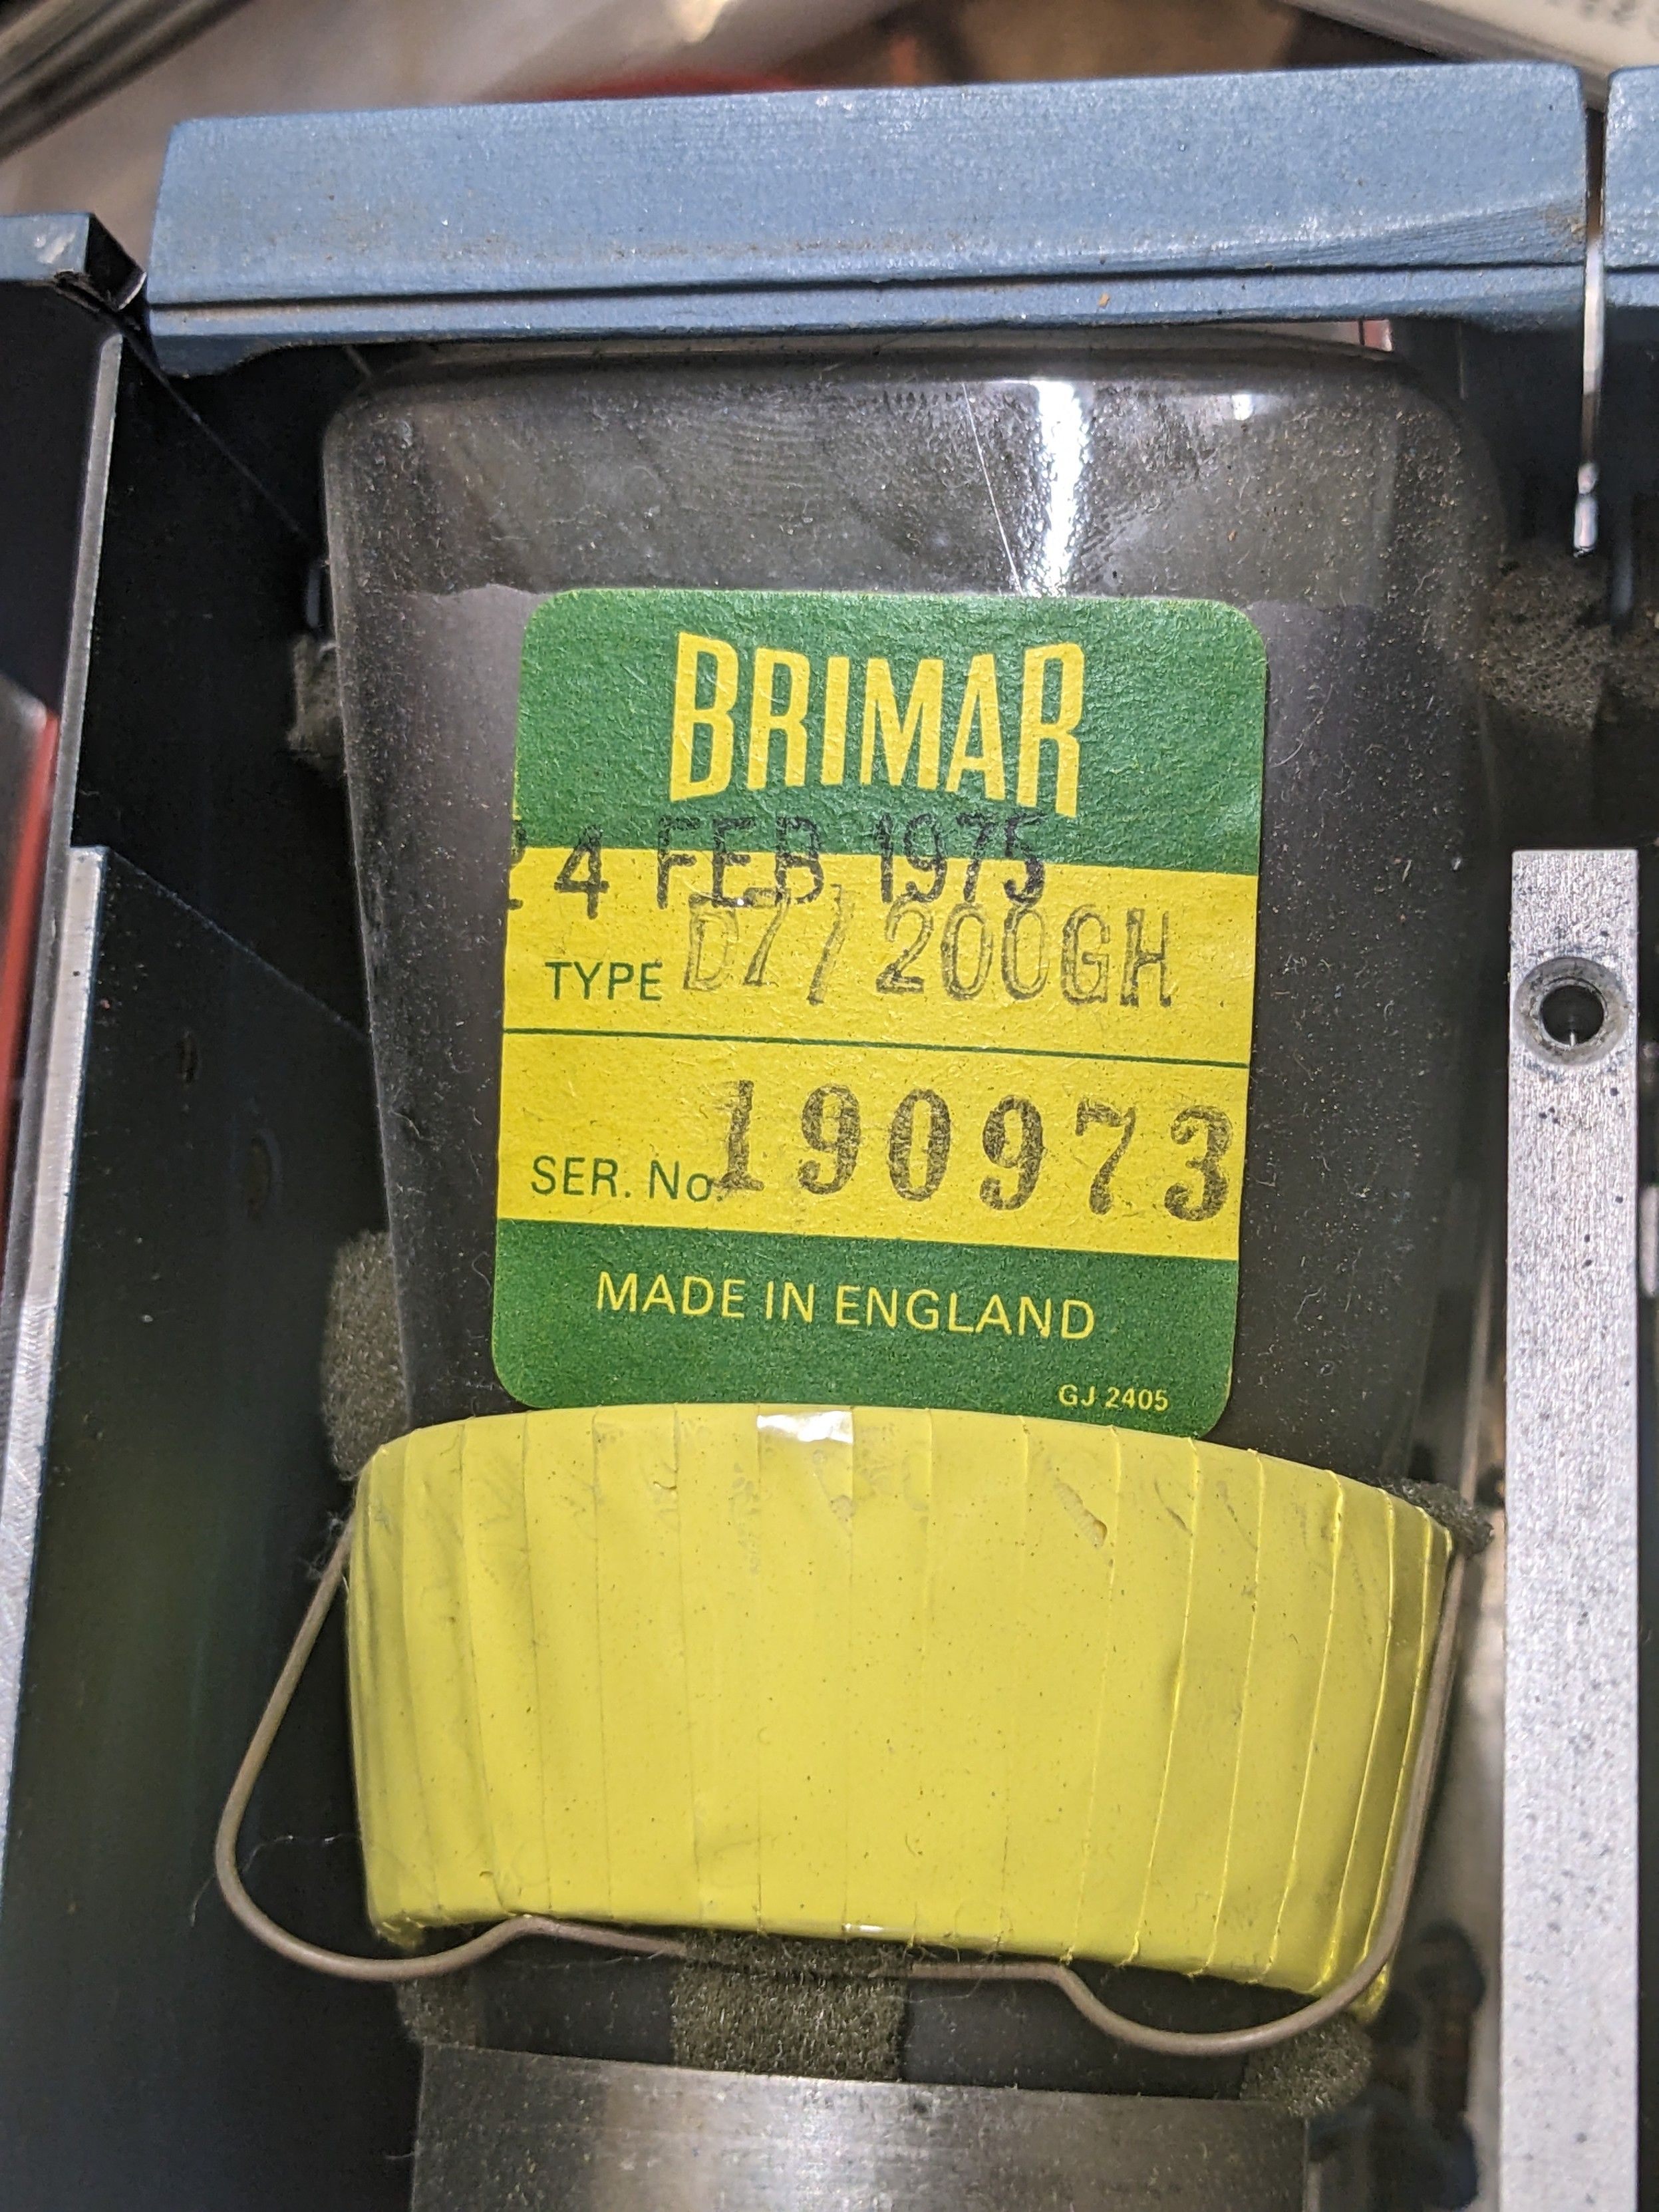 BRIMAR
24 FEB 1975
TYPE D7/200GH
SER. No. 190973
MADE IN ENGLAND
GJ 2405